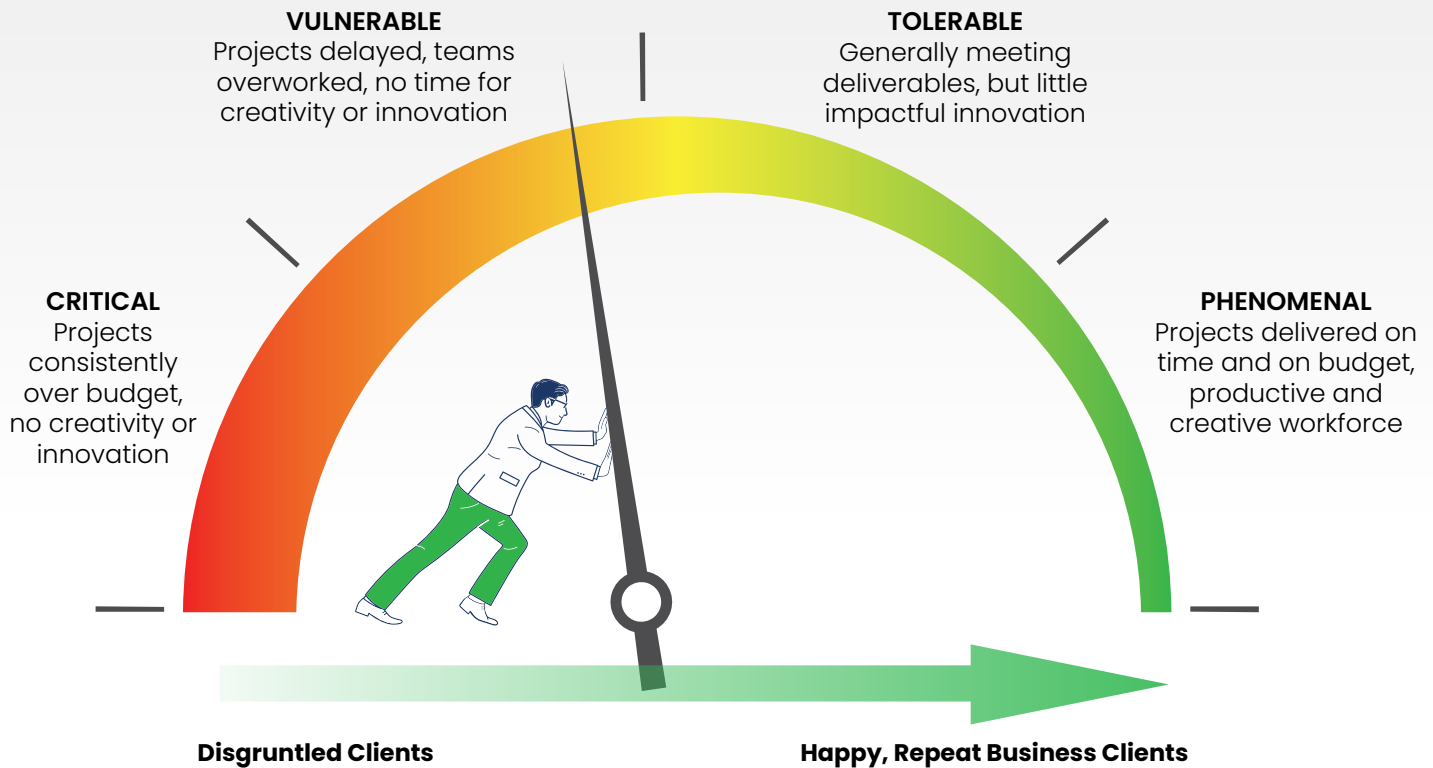 VULNERABLE
Projects delayed, teams
overworked, no time for
creativity or innovation
TOLERABLE
Generally meeting
deliverables, but little
impactful innovation
CRITICAL
Projects
consistently
over budget,
no creativity or
innovation
PHENOMENAL
Projects delivered on
time and on budget,
productive and
creative workforce
Disgruntled Clients
Happy, Repeat Business Clients